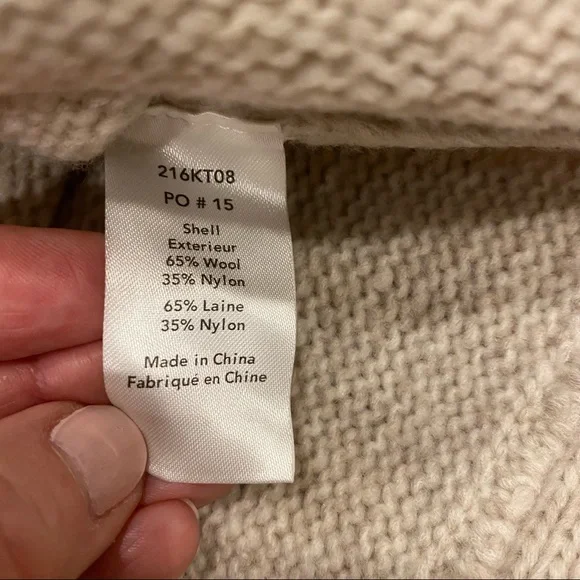 216KT08
PO # 15
Shell
Exterieur
65% Wool
35% Nylon
65% Laine
35% Nylon
Made in China
Fabriqué en Chine